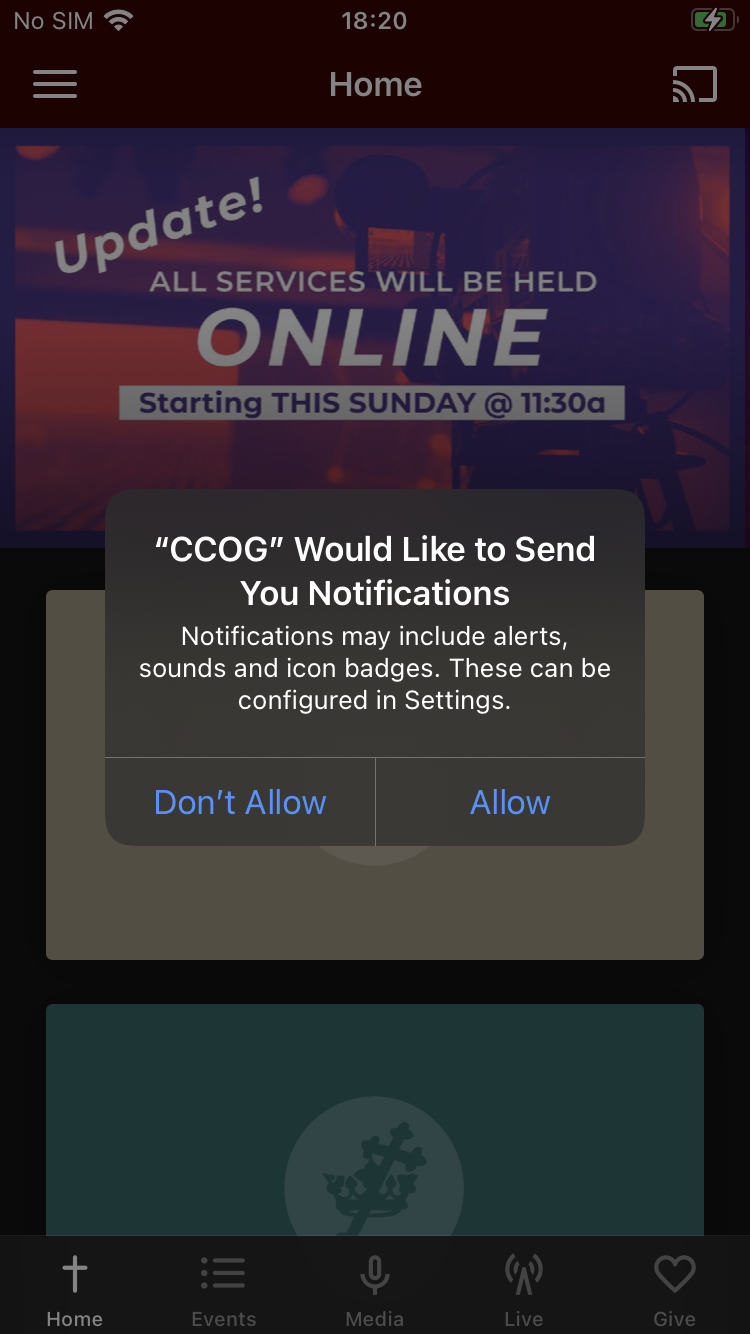 No SIM 18:20
Home
Update!
ALL SERVICES WILL BE HELD
ONLINE
Starting THIS SUNDAY @ 11:30a
“CCOG” Would Like to Send
You Notifications
Notifications may include alerts,
sounds and icon badges. These can be
configured in Settings.
Don’t Allow Allow
Home Events Media Live Give